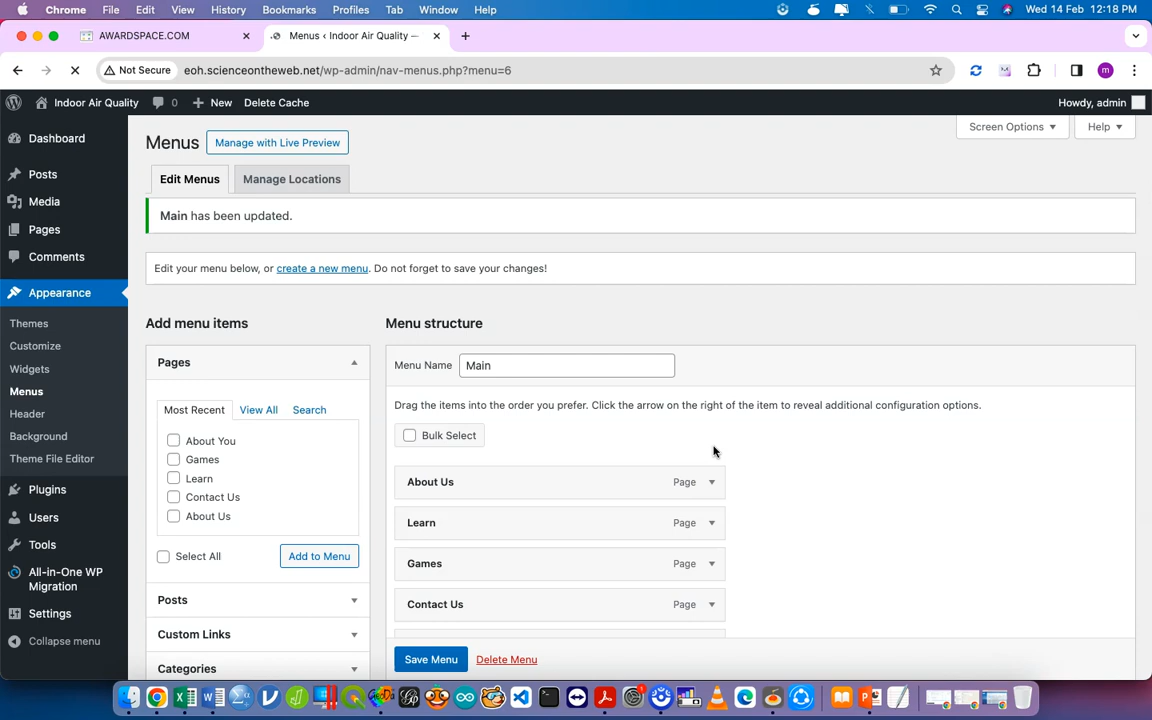 Chrome File Edit View History Bookmarks Profiles Tab Window Help Wed 14 Feb 12:18 PM
AWARDSPACE.COM Menus ‹ Indoor Air Quality —
Not Secure eoh.scienceontheweb.net/wp-admin/nav-menus.php?menu=6 m
Indoor Air Quality 0 New Delete Cache Howdy, admin
Dashboard
Posts
Media
Pages
Comments
Appearance
Themes
Customize
Widgets
Menus
Header
Background
Theme File Editor
Plugins
Users
Tools
All-in-One WP
Migration
Settings
Collapse menu
Screen Options Help
Menus Manage with Live Preview
Edit Menus Manage Locations
Main has been updated.
Edit your menu below, or create a new menu. Do not forget to save your changes!
Add menu items
Pages
Most Recent View All Search
About You
Games
Learn
Contact Us
About Us
Select All Add to Menu
Posts
Custom Links
Categories
Menu structure
Menu Name Main
Drag the items into the order you prefer. Click the arrow on the right of the item to reveal additional configuration options.
Bulk Select
About Us Page
Learn Page
Games Page
Contact Us Page
Save Menu Delete Menu